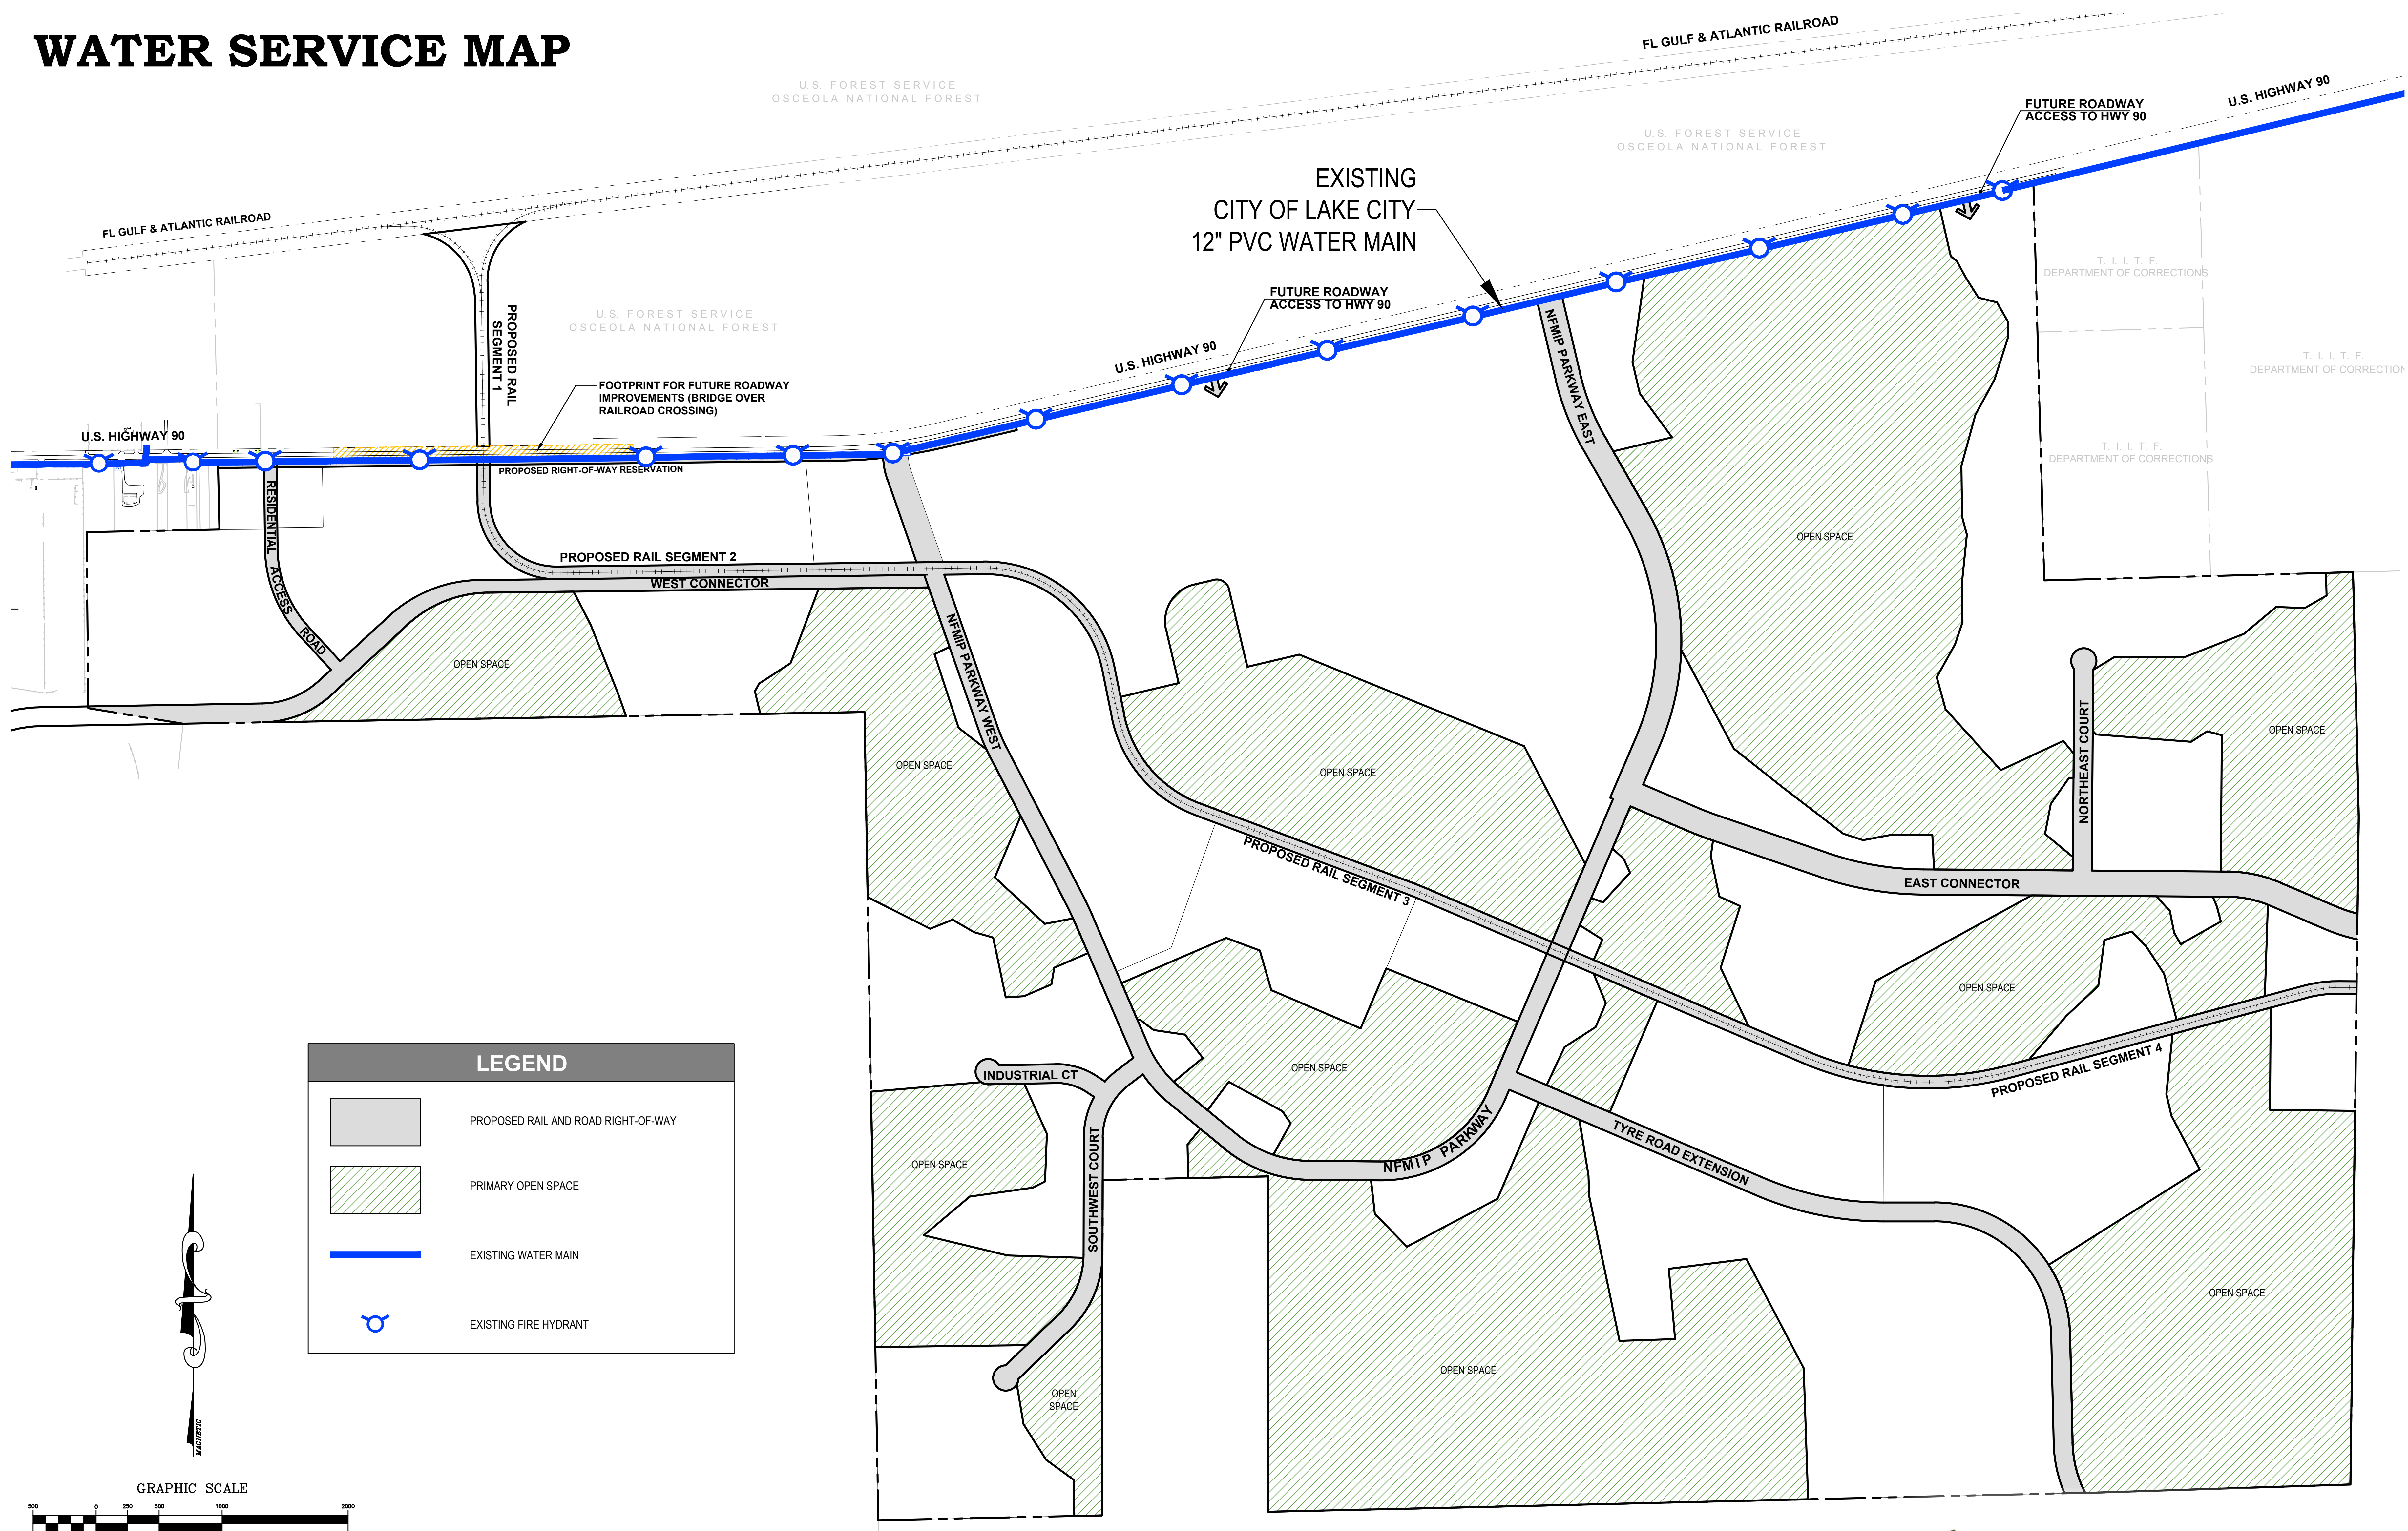 WATER SERVICE MAP
FL GULF & ATLANTIC RAILROAD
U.S. FOREST SERVICE
OSCEOLA NATIONAL FOREST
U.S. HIGHWAY 90
FUTURE ROADWAY
ACCESS TO HWY 90
U.S. FOREST SERVICE
OSCEOLA NATIONAL FOREST
EXISTING
CITY OF LAKE CITY
12" PVC WATER MAIN
FL GULF & ATLANTIC RAILROAD
T. I. I. T. F.
DEPARTMENT OF CORRECTIONS
FUTURE ROADWAY
ACCESS TO HWY 90
PROPOSED RAIL
SEGMENT 1
U.S. FOREST SERVICE
OSCEOLA NATIONAL FOREST
NFMIP PARKWAY EAST
U.S. HIGHWAY 90
T. I. I. T. F.
DEPARTMENT OF CORRECTION
FOOTPRINT FOR FUTURE ROADWAY
IMPROVEMENTS (BRIDGE OVER
RAILROAD CROSSING)
U.S. HIGHWAY 90
T. I. I. T. F.
DEPARTMENT OF CORRECTIONS
PROPOSED RIGHT-OF-WAY RESERVATION
RESIDENTIAL ACCESS ROAD
OPEN SPACE
PROPOSED RAIL SEGMENT 2
WEST CONNECTOR
NFMIP PARKWAY WEST
OPEN SPACE
OPEN SPACE
OPEN SPACE
OPEN SPACE
NORTHEAST COURT
PROPOSED RAIL SEGMENT 3
EAST CONNECTOR
OPEN SPACE
OPEN SPACE
INDUSTRIAL CT
PROPOSED RAIL SEGMENT 4
NFMIP PARKWAY
TYRE ROAD EXTENSION
SOUTHWEST COURT
OPEN SPACE
OPEN SPACE
OPEN SPACE
OPEN
SPACE
LEGEND
PROPOSED RAIL AND ROAD RIGHT-OF-WAY
PRIMARY OPEN SPACE
EXISTING WATER MAIN
EXISTING FIRE HYDRANT
MAGNETIC
GRAPHIC SCALE
500 0 250 500 1000 2000